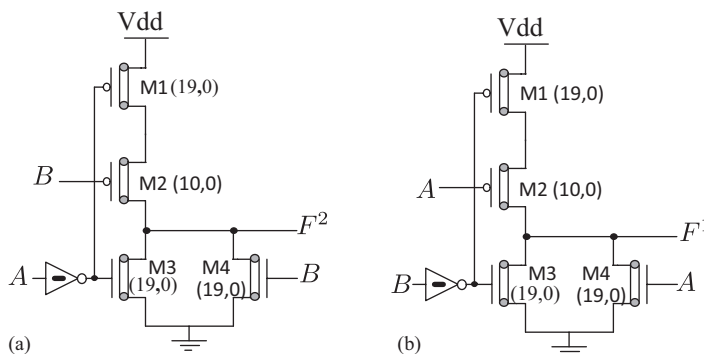 Vdd
M1 (19,0)
B
M2 (10,0)
F²
A
M3
(19,0)
M4
(19,0)
B
(a)
Vdd
M1 (19,0)
A
M2 (10,0)
B
M3
(19,0)
M4
(19,0)
A
(b)